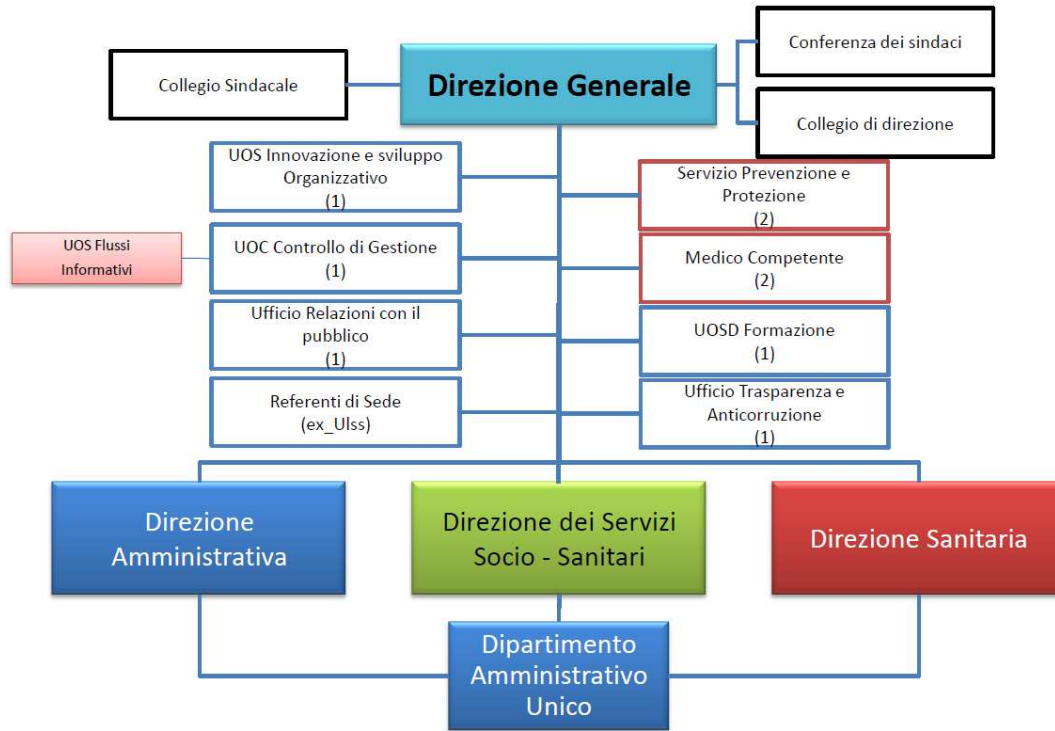 Collegio Sindacale
Direzione Generale
Conferenza dei sindaci
Collegio di direzione
UOS Innovazione e sviluppo
Organizzativo
(1)
Servizio Prevenzione e
Protezione
(2)
UOS Flussi
Informativi
UOC Controllo di Gestione
(1)
Medico Competente
(2)
Ufficio Relazioni con il
pubblico
(1)
UOSD Formazione
(1)
Referenti di Sede
(ex_Ulss)
Ufficio Trasparenza e
Anticorruzione
(1)
Direzione
Amministrativa
Direzione dei Servizi
Socio - Sanitari
Direzione Sanitaria
Dipartimento
Amministrativo
Unico